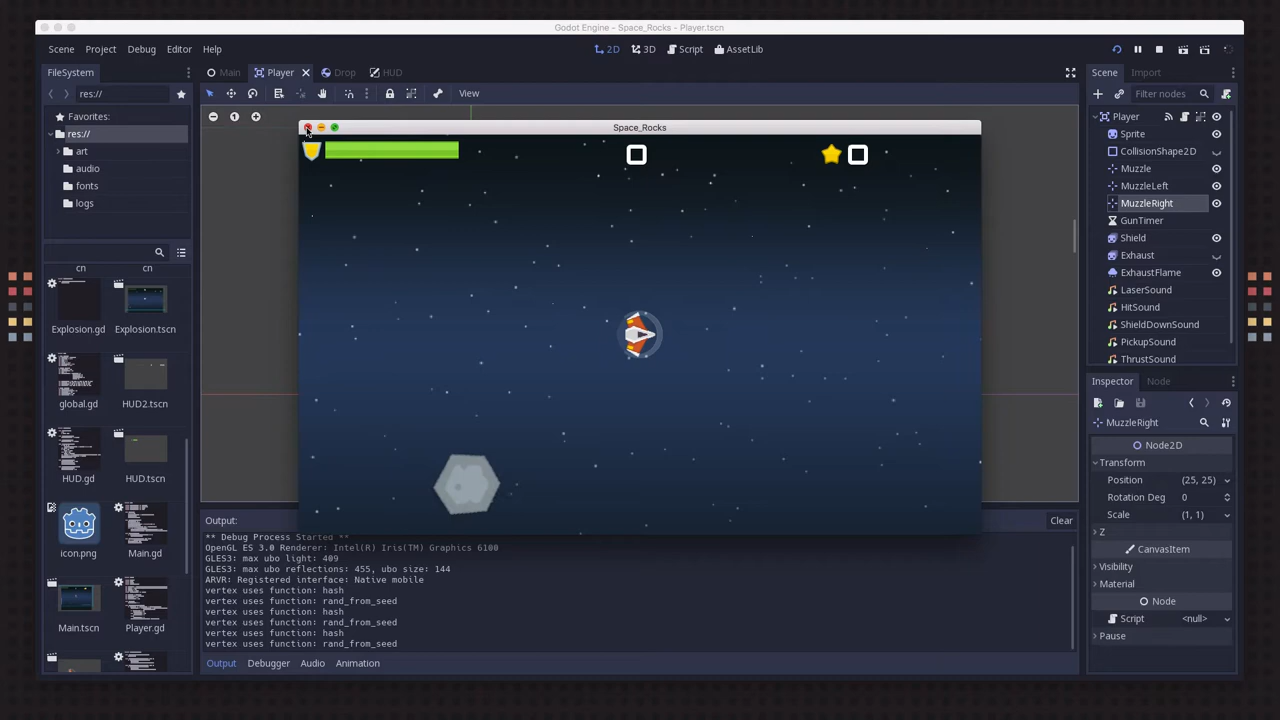 Godot Engine - Space_Rocks - Player.tscn
Scene Project Debug Editor Help
2D 3D Script AssetLib
FileSystem
Main Player Drop HUD
Scene Import
res://
View
Filter nodes
Favorites:
res://
art
audio
fonts
logs
cn cn
Explosion.gd Explosion.tscn
global.gd HUD2.tscn
HUD.gd HUD.tscn
icon.png Main.gd
Main.tscn Player.gd
Space_Rocks
Output:
Clear
** Debug Process Started **
OpenGL ES 3.0 Renderer: Intel(R) Iris(TM) Graphics 6100
GLES3: max ubo light: 409
GLES3: max ubo reflections: 455, ubo size: 144
ARVR: Registered interface: Native mobile
vertex uses function: hash
vertex uses function: rand_from_seed
vertex uses function: hash
vertex uses function: rand_from_seed
vertex uses function: hash
vertex uses function: rand_from_seed
Output Debugger Audio Animation
Player
Sprite
CollisionShape2D
Muzzle
MuzzleLeft
MuzzleRight
GunTimer
Shield
Exhaust
ExhaustFlame
LaserSound
HitSound
ShieldDownSound
PickupSound
ThrustSound
Inspector Node
MuzzleRight
Node2D
Transform
Position (25, 25)
Rotation Deg 0
Scale (1, 1)
Z
CanvasItem
Visibility
Material
Node
Script <null>
Pause